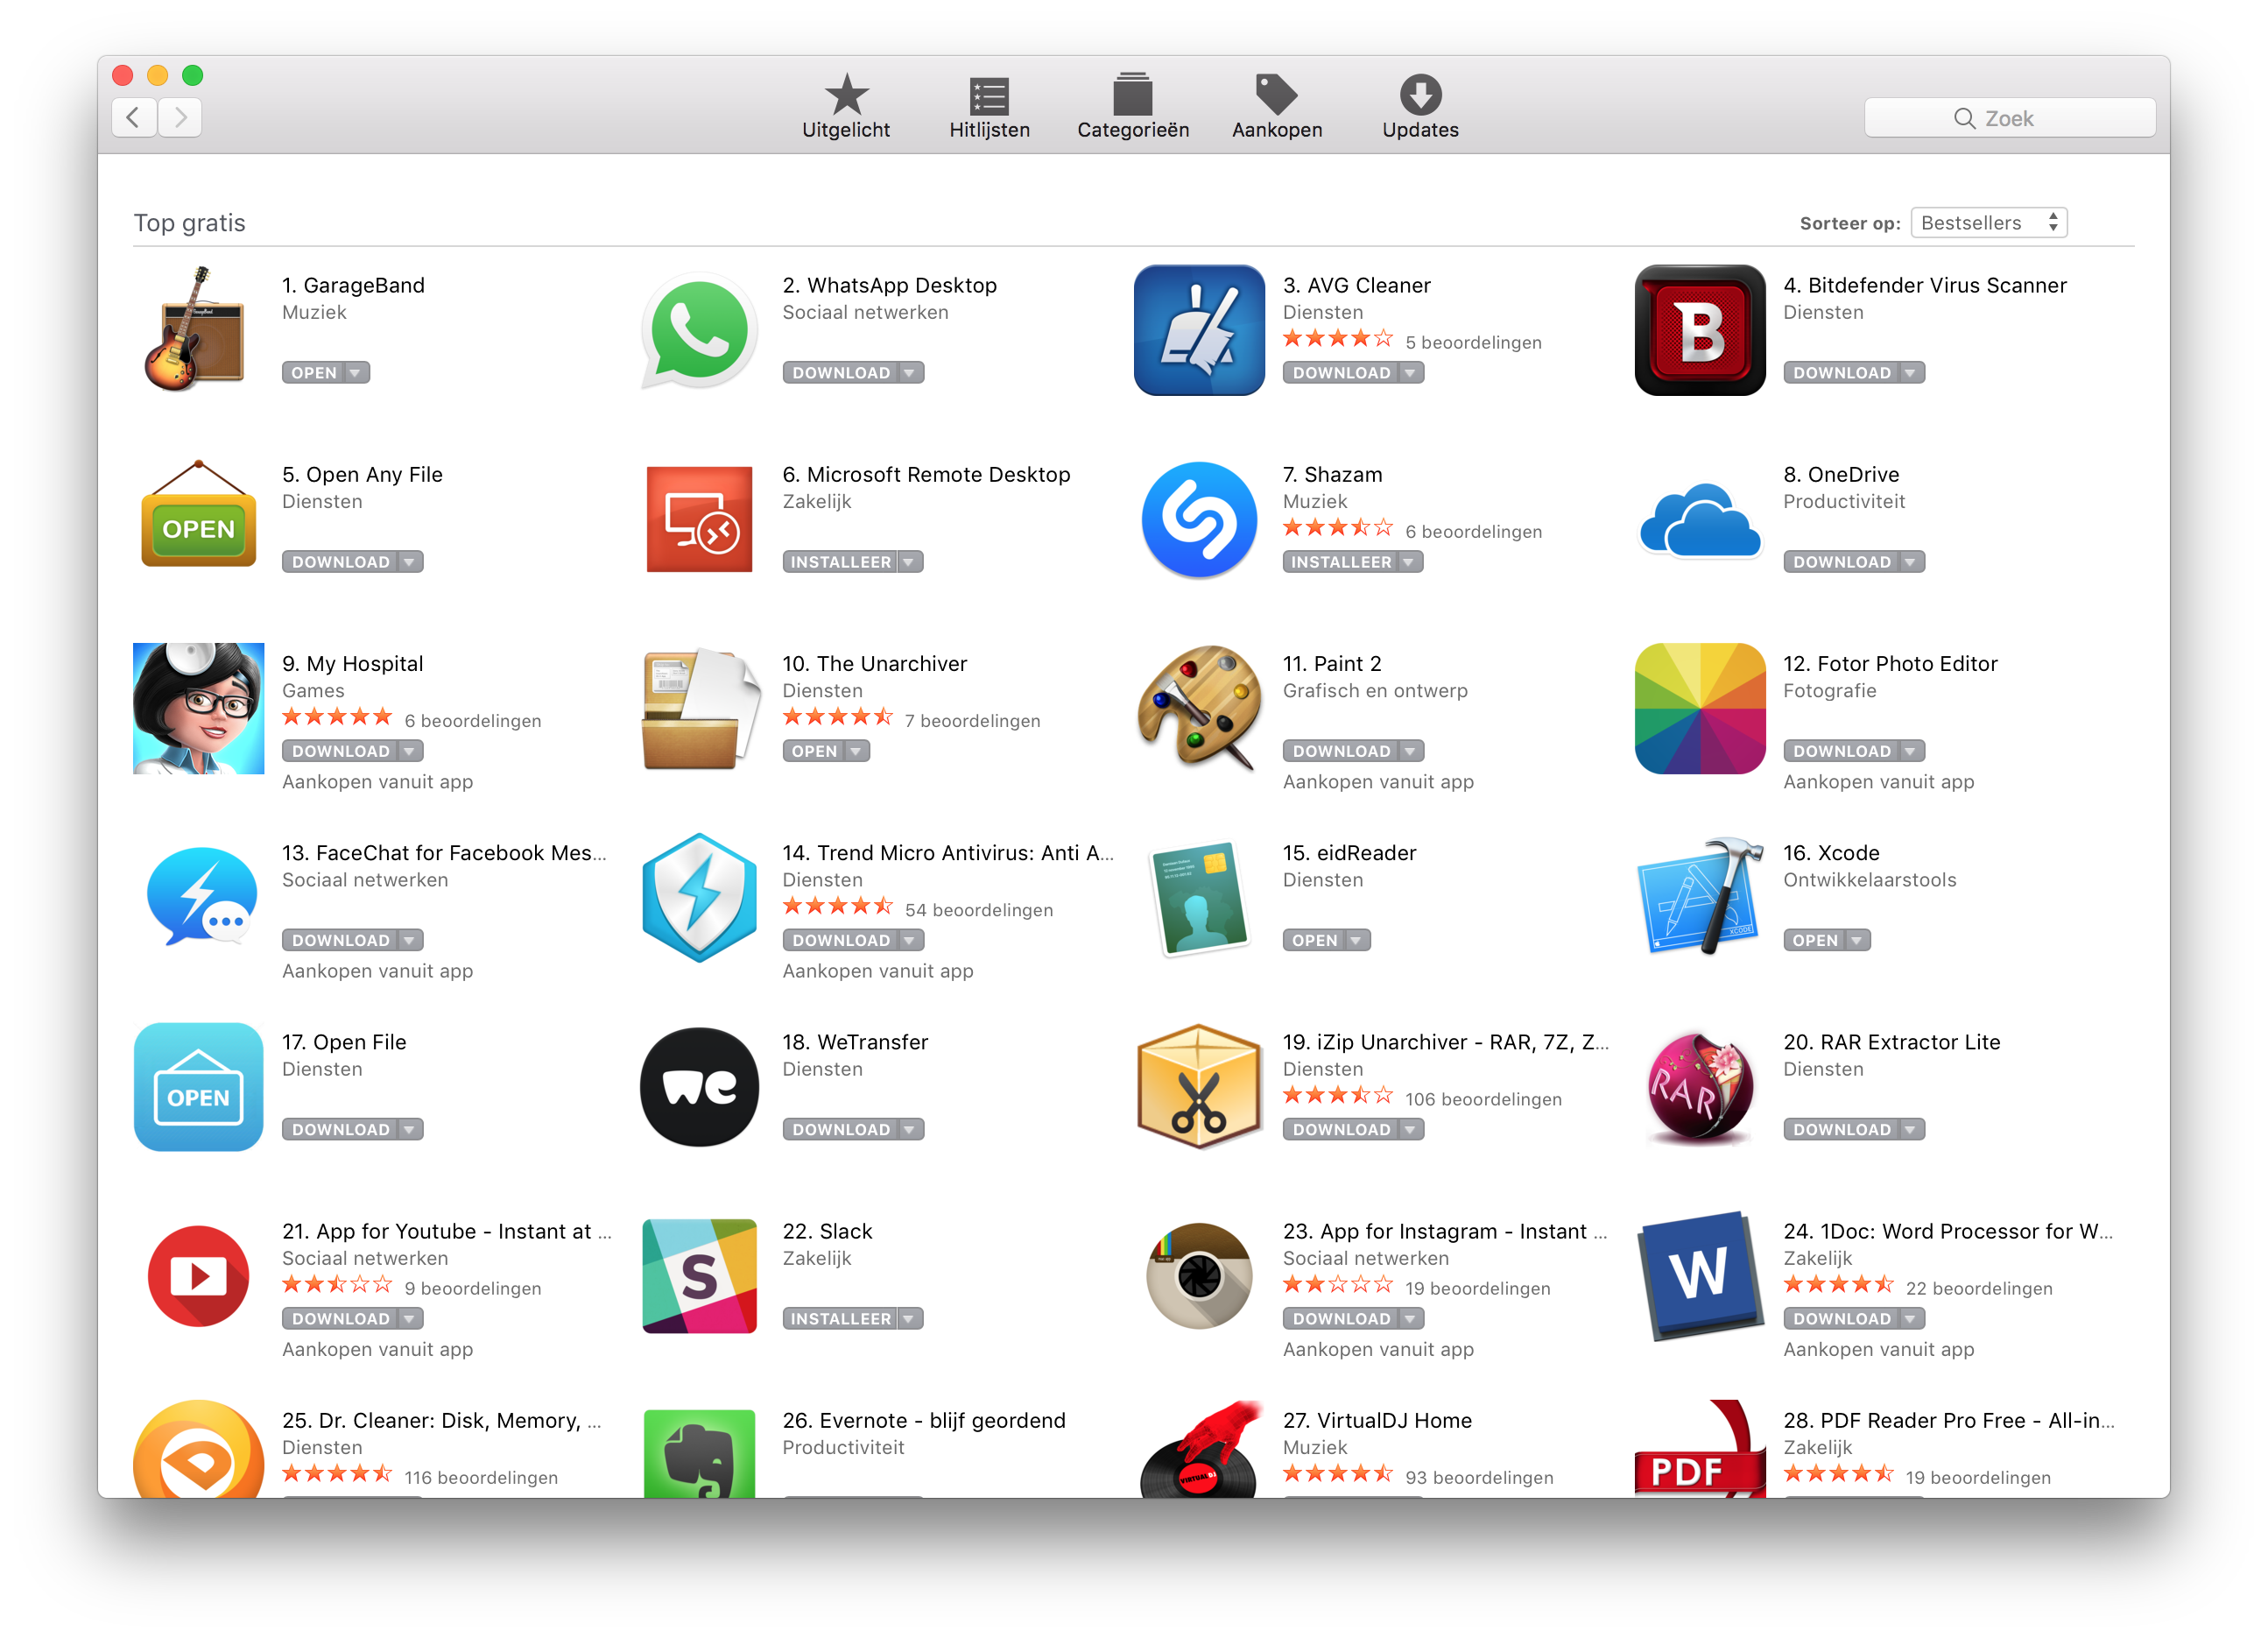 Uitgelicht
Hitlijsten
Categorieën
Aankopen
Updates
Zoek
Top gratis
Sorteer op: Bestsellers
1. GarageBand
Muziek
OPEN
2. WhatsApp Desktop
Sociaal netwerken
DOWNLOAD
3. AVG Cleaner
Diensten
5 beoordelingen
DOWNLOAD
B
4. Bitdefender Virus Scanner
Diensten
DOWNLOAD
OPEN
5. Open Any File
Diensten
DOWNLOAD
6. Microsoft Remote Desktop
Zakelijk
INSTALLEER
7. Shazam
Muziek
6 beoordelingen
INSTALLEER
8. OneDrive
Productiviteit
DOWNLOAD
9. My Hospital
Games
6 beoordelingen
DOWNLOAD
Aankopen vanuit app
10. The Unarchiver
Diensten
7 beoordelingen
OPEN
11. Paint 2
Grafisch en ontwerp
DOWNLOAD
Aankopen vanuit app
12. Fotor Photo Editor
Fotografie
DOWNLOAD
Aankopen vanuit app
13. FaceChat for Facebook Mes...
Sociaal netwerken
DOWNLOAD
Aankopen vanuit app
14. Trend Micro Antivirus: Anti A...
Diensten
54 beoordelingen
DOWNLOAD
Aankopen vanuit app
15. eidReader
Diensten
OPEN
XCODE
16. Xcode
Ontwikkelaarstools
OPEN
OPEN
17. Open File
Diensten
DOWNLOAD
we
18. WeTransfer
Diensten
DOWNLOAD
19. iZip Unarchiver - RAR, 7Z, Z...
Diensten
106 beoordelingen
DOWNLOAD
RAR
20. RAR Extractor Lite
Diensten
DOWNLOAD
21. App for Youtube - Instant at ...
Sociaal netwerken
9 beoordelingen
DOWNLOAD
Aankopen vanuit app
S
22. Slack
Zakelijk
INSTALLEER
23. App for Instagram - Instant ...
Sociaal netwerken
19 beoordelingen
DOWNLOAD
Aankopen vanuit app
W
24. 1Doc: Word Processor for W...
Zakelijk
22 beoordelingen
DOWNLOAD
Aankopen vanuit app
25. Dr. Cleaner: Disk, Memory, ...
Diensten
116 beoordelingen
26. Evernote - blijf geordend
Productiviteit
VIRTUAL DJ
27. VirtualDJ Home
Muziek
93 beoordelingen
PDF
28. PDF Reader Pro Free - All-in...
Zakelijk
19 beoordelingen